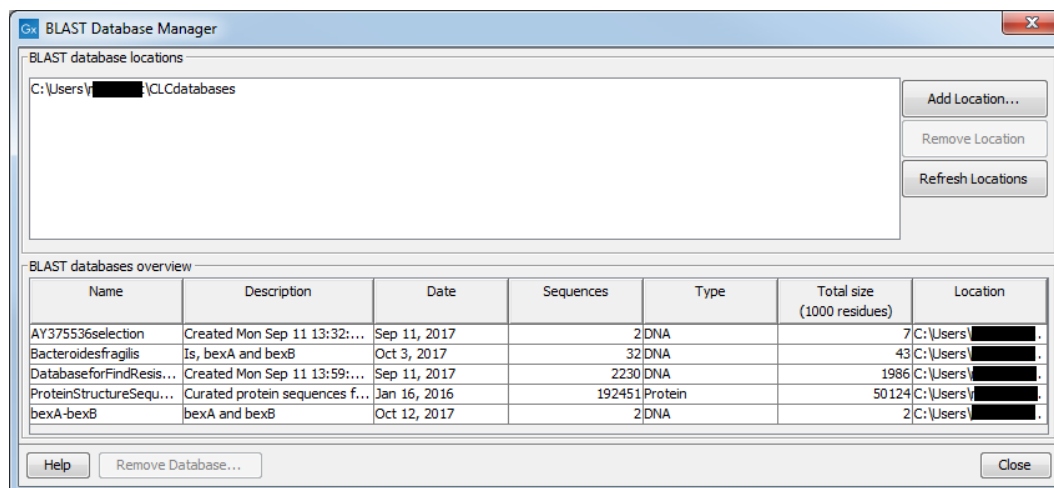 Gx BLAST Database Manager
BLAST database locations
C:\Users\r :\CLCdatabases
Add Location...
Remove Location
Refresh Locations
BLAST databases overview
Name Description Date Sequences Type Total size (1000 residues) Location
AY375536selection Created Mon Sep 11 13:32:... Sep 11, 2017 2 DNA 7 C:\Users\ .
Bacteroidesfragilis Is, bexA and bexB Oct 3, 2017 32 DNA 43 C:\Users\ .
DatabaseforFindResis... Created Mon Sep 11 13:59:... Sep 11, 2017 2230 DNA 1986 C:\Users\ .
ProteinStructureSequ... Curated protein sequences f... Jan 16, 2016 192451 Protein 50124 C:\Users\r .
bexA-bexB bexA and bexB Oct 12, 2017 2 DNA 2 C:\Users\ .
Help Remove Database... Close